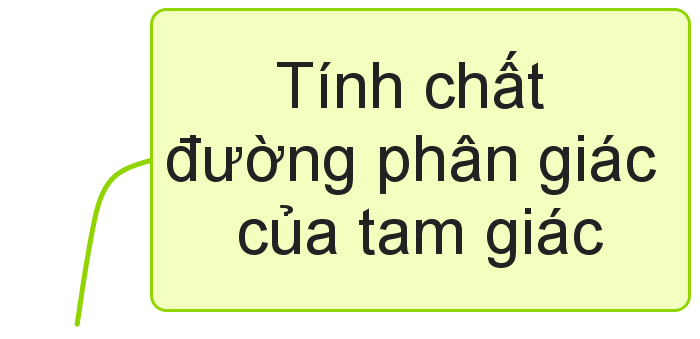 Tính chất
đường phân giác
của tam giác